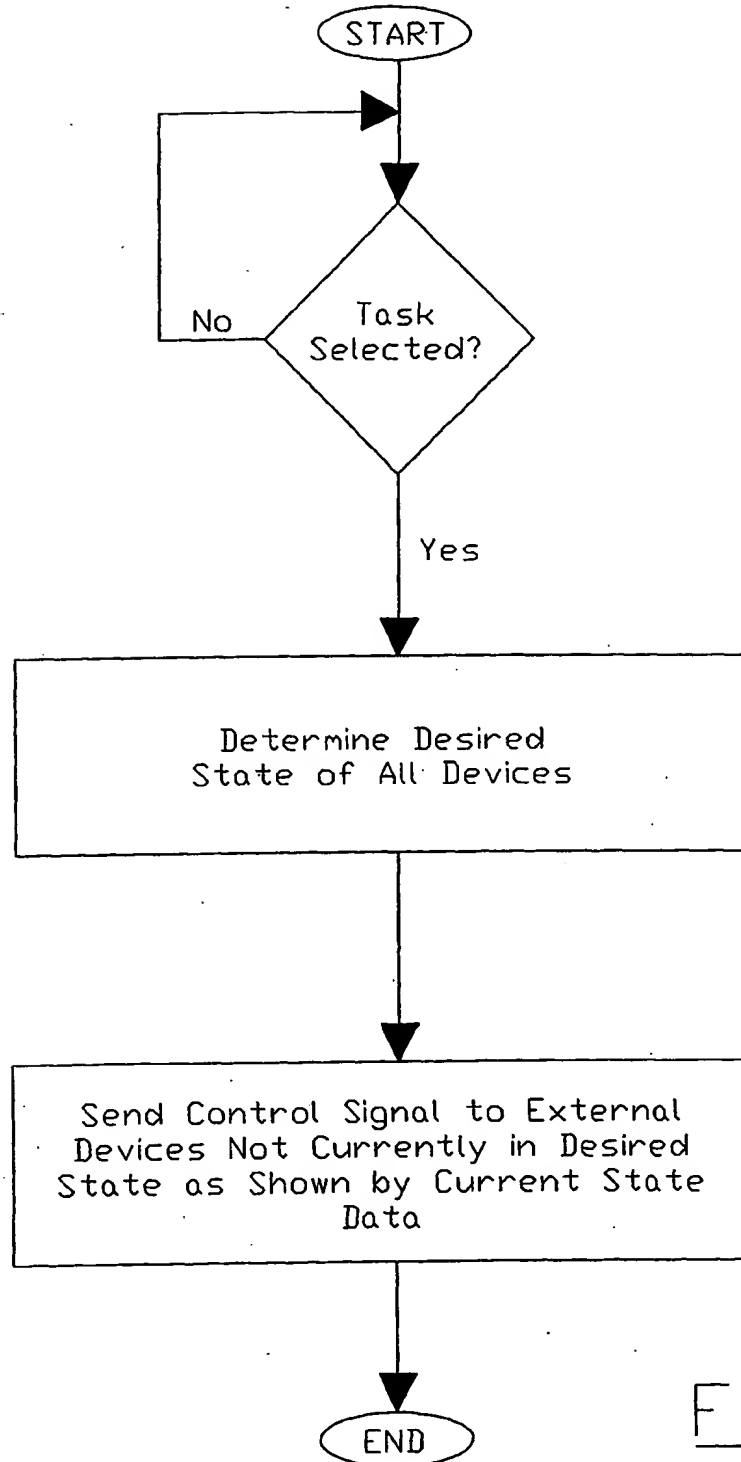 START
Task
Selected?
No
Yes
Determine Desired
State of All Devices
Send Control Signal to External
Devices Not Currently in Desired
State as Shown by Current State
Data
END
F